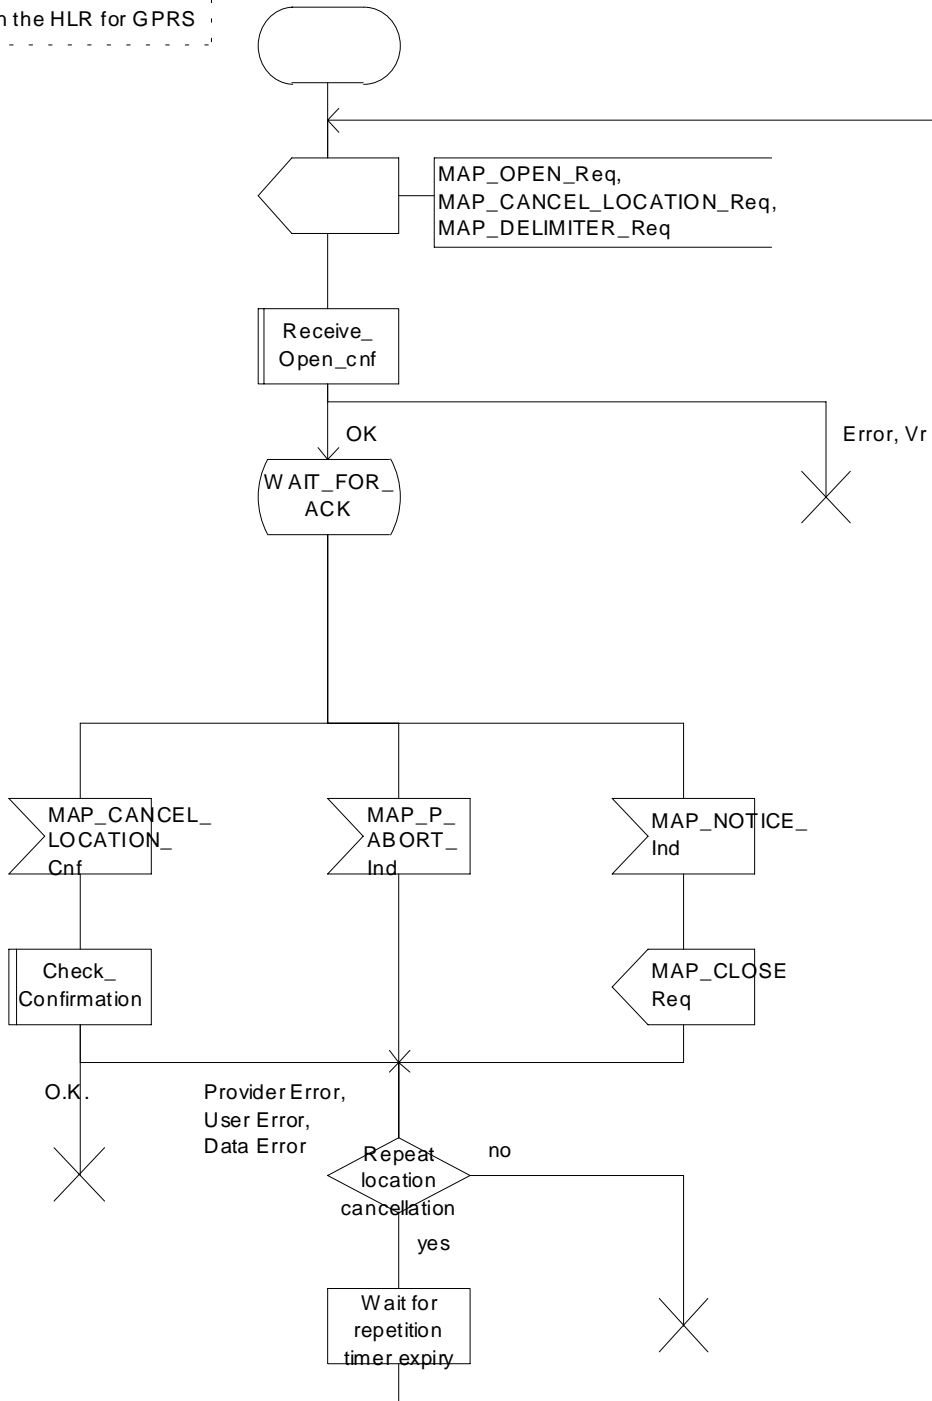 n the HLR for GPRS
MAP_OPEN_Req,
MAP_CANCEL_LOCATION_Req,
MAP_DELIMITER_Req
Receive_
Open_cnf
OK
Error, Vr
WAIT_FOR_
ACK
MAP_CANCEL_
LOCATION_
Cnf
MAP_P_
ABORT_
Ind
MAP_NOTICE_
Ind
Check_
Confirmation
MAP_CLOSE
Req
O.K.
Provider Error,
User Error,
Data Error
Repeat
location
cancellation
no
yes
Wait for
repetition
timer expiry